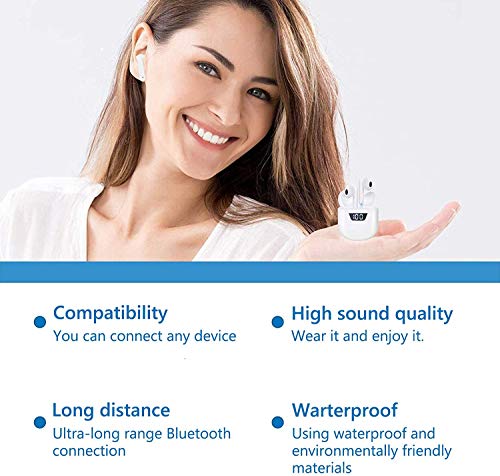 100
Compatibility
You can connect any device
High sound quality
Wear it and enjoy it.
Long distance
Ultra-long range Bluetooth
connection
Warterproof
Using waterproof and
environmentally friendly
materials